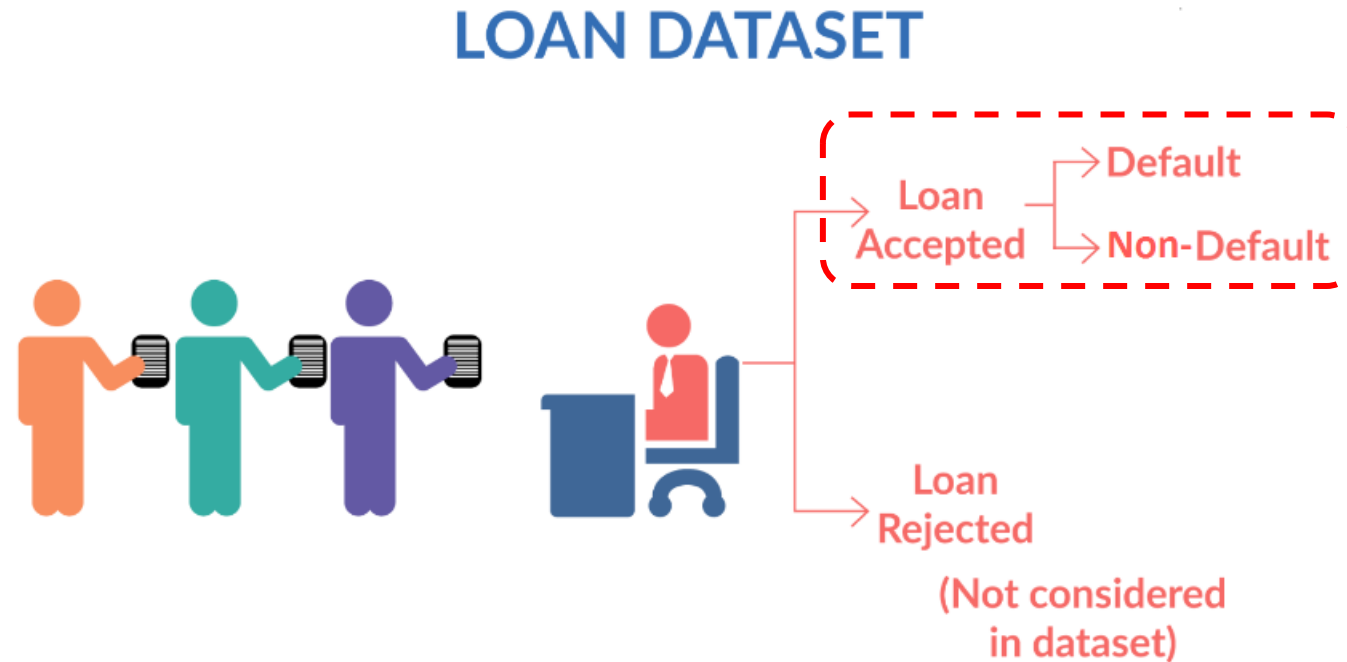 LOAN DATASET
Default
Loan
Accepted
Non-Default
Loan
Rejected
(Not considered
in dataset)